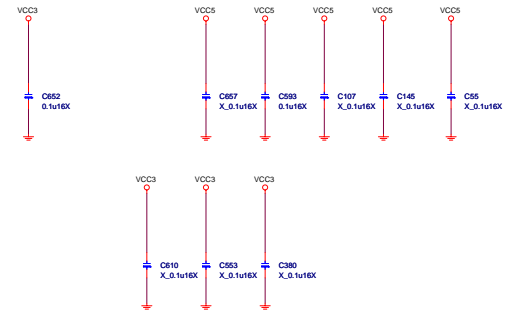 VCC3
VCC5
VCC5
VCC5
VCC5
VCC5
C652
0.1u16X
C657
X_0.1u16X
C593
0.1u16X
C107
X_0.1u16X
C145
X_0.1u16X
C55
X_0.1u16X
VCC3
VCC3
VCC3
C610
X_0.1u16X
C553
X_0.1u16X
C380
X_0.1u16X